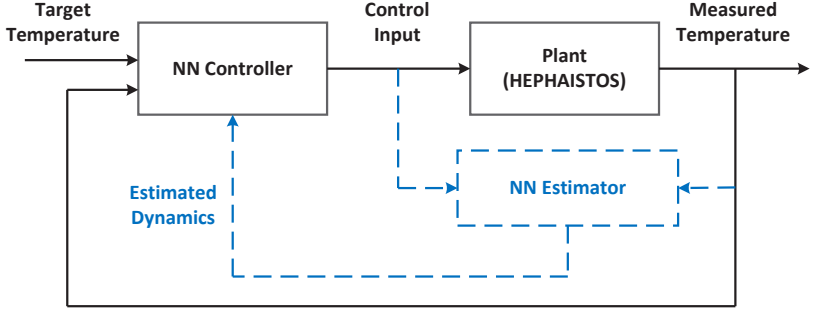 Target
Temperature
Control
Input
Measured
Temperature
NN Controller
Plant
(HEPHAISTOS)
NN Estimator
Estimated
Dynamics